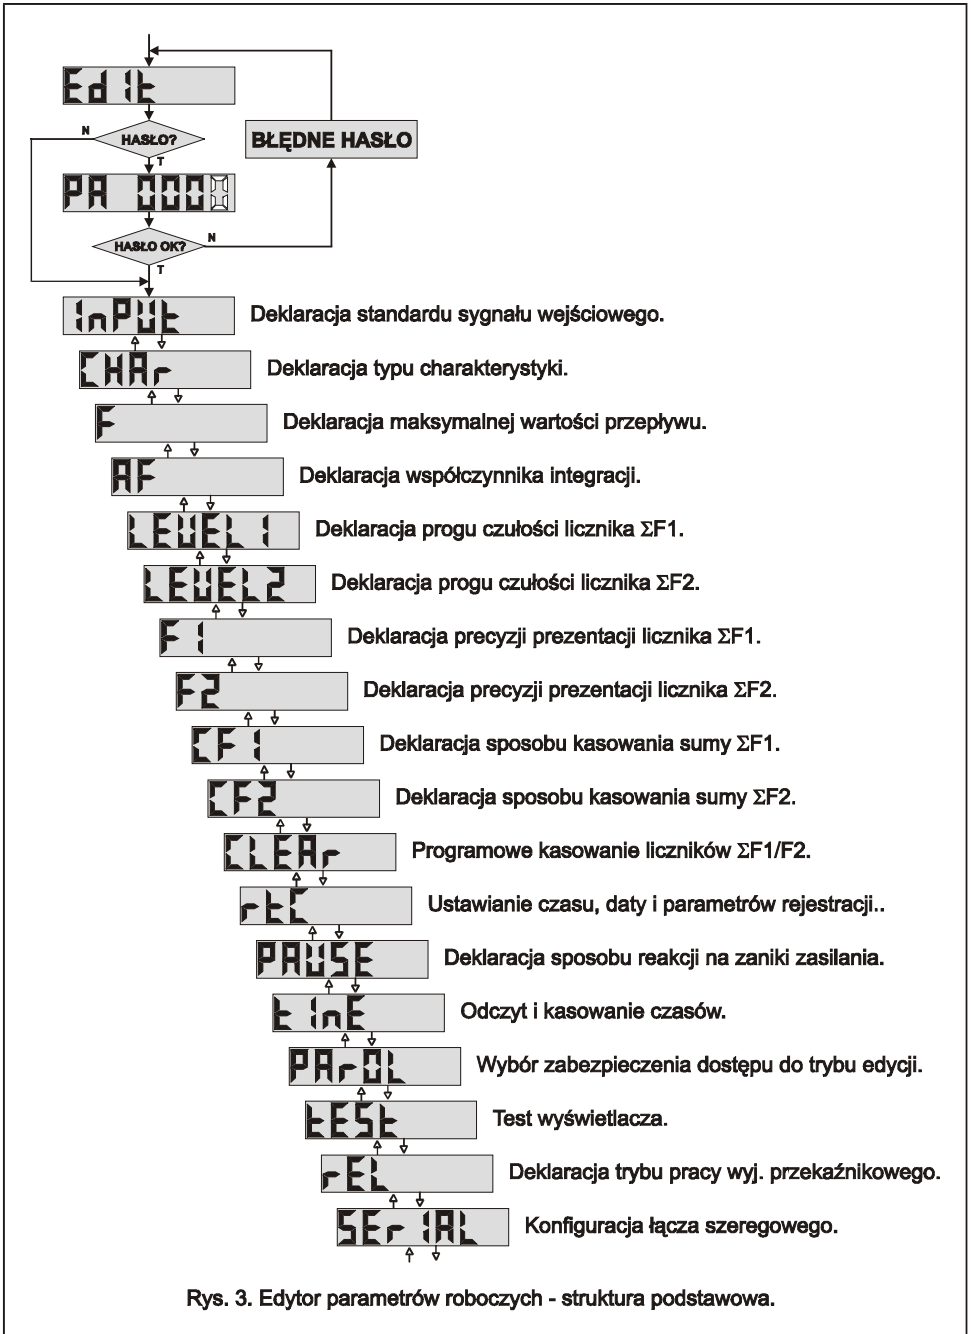 Edit
N
HASŁO?
BŁĘDNE HASŁO
T
PA 0000
HASŁO OK?
N
T
InPUt Deklaracja standardu sygnału wejściowego.
CHAr Deklaracja typu charakterystyki.
F Deklaracja maksymalnej wartości przepływu.
AF Deklaracja współczynnika integracji.
LEVEL1 Deklaracja progu czułości licznika ΣF1.
LEVEL2 Deklaracja progu czułości licznika ΣF2.
F1 Deklaracja precyzji prezentacji licznika ΣF1.
F2 Deklaracja precyzji prezentacji licznika ΣF2.
CF1 Deklaracja sposobu kasowania sumy ΣF1.
CF2 Deklaracja sposobu kasowania sumy ΣF2.
CLEAr Programowe kasowanie liczników ΣF1/F2.
rtC Ustawianie czasu, daty i parametrów rejestracji..
PAUSE Deklaracja sposobu reakcji na zaniki zasilania.
tInE Odczyt i kasowanie czasów.
PArOL Wybór zabezpieczenia dostępu do trybu edycji.
tESt Test wyświetlacza.
rEL Deklaracja trybu pracy wyj. przekaźnikowego.
SErIAL Konfiguracja łącza szeregowego.
Rys. 3. Edytor parametrów roboczych - struktura podstawowa.